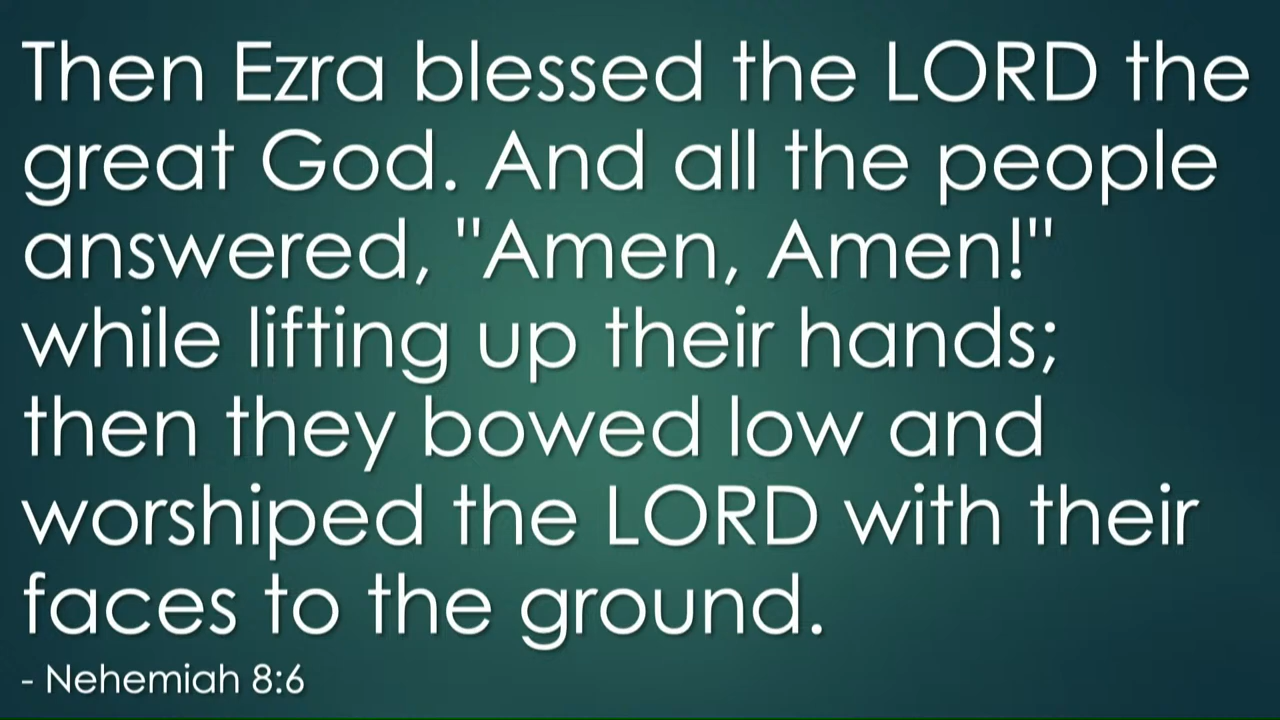 Then Ezra blessed the LORD the
great God. And all the people
answered, "Amen, Amen!"
while lifting up their hands;
then they bowed low and
worshiped the LORD with their
faces to the ground.
- Nehemiah 8:6